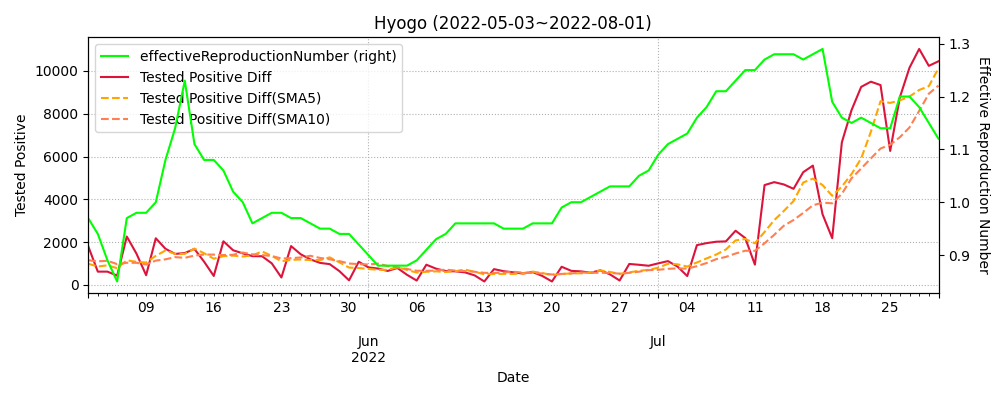 Hyogo (2022-05-03~2022-08-01)
effectiveReproductionNumber (right)
Tested Positive Diff
Tested Positive Diff(SMA5)
Tested Positive Diff(SMA10)
Tested Positive
10000
8000
6000
4000
2000
0
Effective Reproduction Number
1.3
1.2
1.1
1.0
0.9
09 16 23 30 06 13 20 27 04 11 18 25
Jun Jul
2022
Date